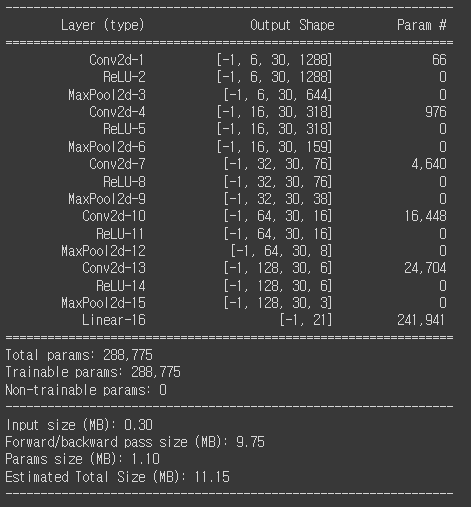 ----------------------------------------------------------------
Layer (type) Output Shape Param #
================================================================
Conv2d-1 [-1, 6, 30, 1288] 66
ReLU-2 [-1, 6, 30, 1288] 0
MaxPool2d-3 [-1, 6, 30, 644] 0
Conv2d-4 [-1, 16, 30, 318] 976
ReLU-5 [-1, 16, 30, 318] 0
MaxPool2d-6 [-1, 16, 30, 159] 0
Conv2d-7 [-1, 32, 30, 76] 4,640
ReLU-8 [-1, 32, 30, 76] 0
MaxPool2d-9 [-1, 32, 30, 38] 0
Conv2d-10 [-1, 64, 30, 16] 16,448
ReLU-11 [-1, 64, 30, 16] 0
MaxPool2d-12 [-1, 64, 30, 8] 0
Conv2d-13 [-1, 128, 30, 6] 24,704
ReLU-14 [-1, 128, 30, 6] 0
MaxPool2d-15 [-1, 128, 30, 3] 0
Linear-16 [-1, 21] 241,941
================================================================
Total params: 288,775
Trainable params: 288,775
Non-trainable params: 0
----------------------------------------------------------------
Input size (MB): 0.30
Forward/backward pass size (MB): 9.75
Params size (MB): 1.10
Estimated Total Size (MB): 11.15
----------------------------------------------------------------